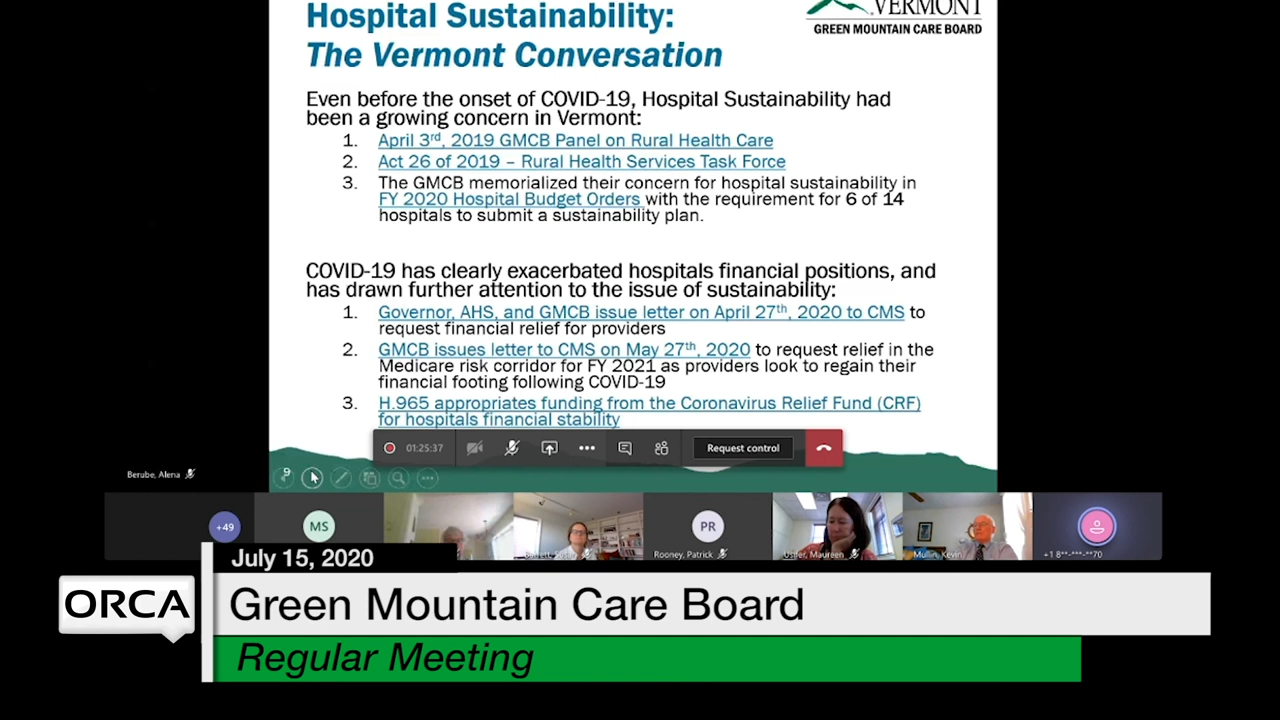 Hospital Sustainability:
The Vermont Conversation
VERMONT
GREEN MOUNTAIN CARE BOARD
Even before the onset of COVID-19, Hospital Sustainability had
been a growing concern in Vermont:
1. April 3rd, 2019 GMCB Panel on Rural Health Care
2. Act 26 of 2019 – Rural Health Services Task Force
3. The GMCB memorialized their concern for hospital sustainability in
FY 2020 Hospital Budget Orders with the requirement for 6 of 14
hospitals to submit a sustainability plan.
COVID-19 has clearly exacerbated hospitals financial positions, and
has drawn further attention to the issue of sustainability:
1. Governor, AHS, and GMCB issue letter on April 27th, 2020 to CMS to
request financial relief for providers
2. GMCB issues letter to CMS on May 27th, 2020 to request relief in the
Medicare risk corridor for FY 2021 as providers look to regain their
financial footing following COVID-19
3. H.965 appropriates funding from the Coronavirus Relief Fund (CRF)
for hospitals financial stability
01:25:37
Request control
9
Berube, Alena
+49
MS
PR
Rooney, Patrick
Usher, Maureen
Mullin, Kevin
+1 8**-***-**70
July 15, 2020
ORCA
Green Mountain Care Board
Regular Meeting